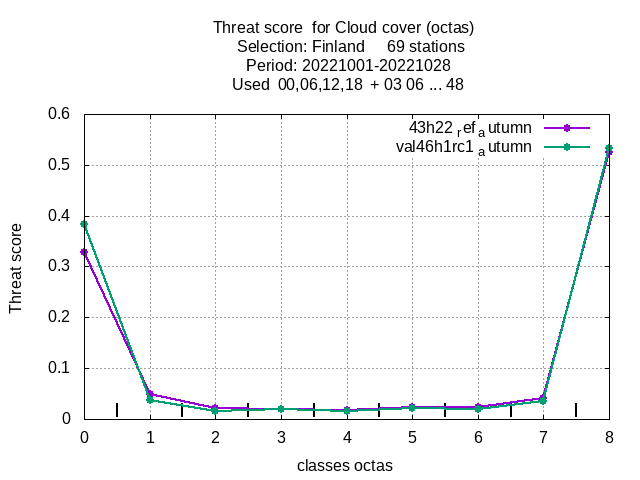 Threat score  for Cloud cover (octas)
Selection: Finland     69 stations
Period: 20221001-20221028
Used  00,06,12,18  + 03 06 ... 48
43h22 ref autumn
val46h1rc1 autumn
0.6
0.5
0.4
0.3
0.2
0.1
0
Threat score
0 1 2 3 4 5 6 7 8
classes octas